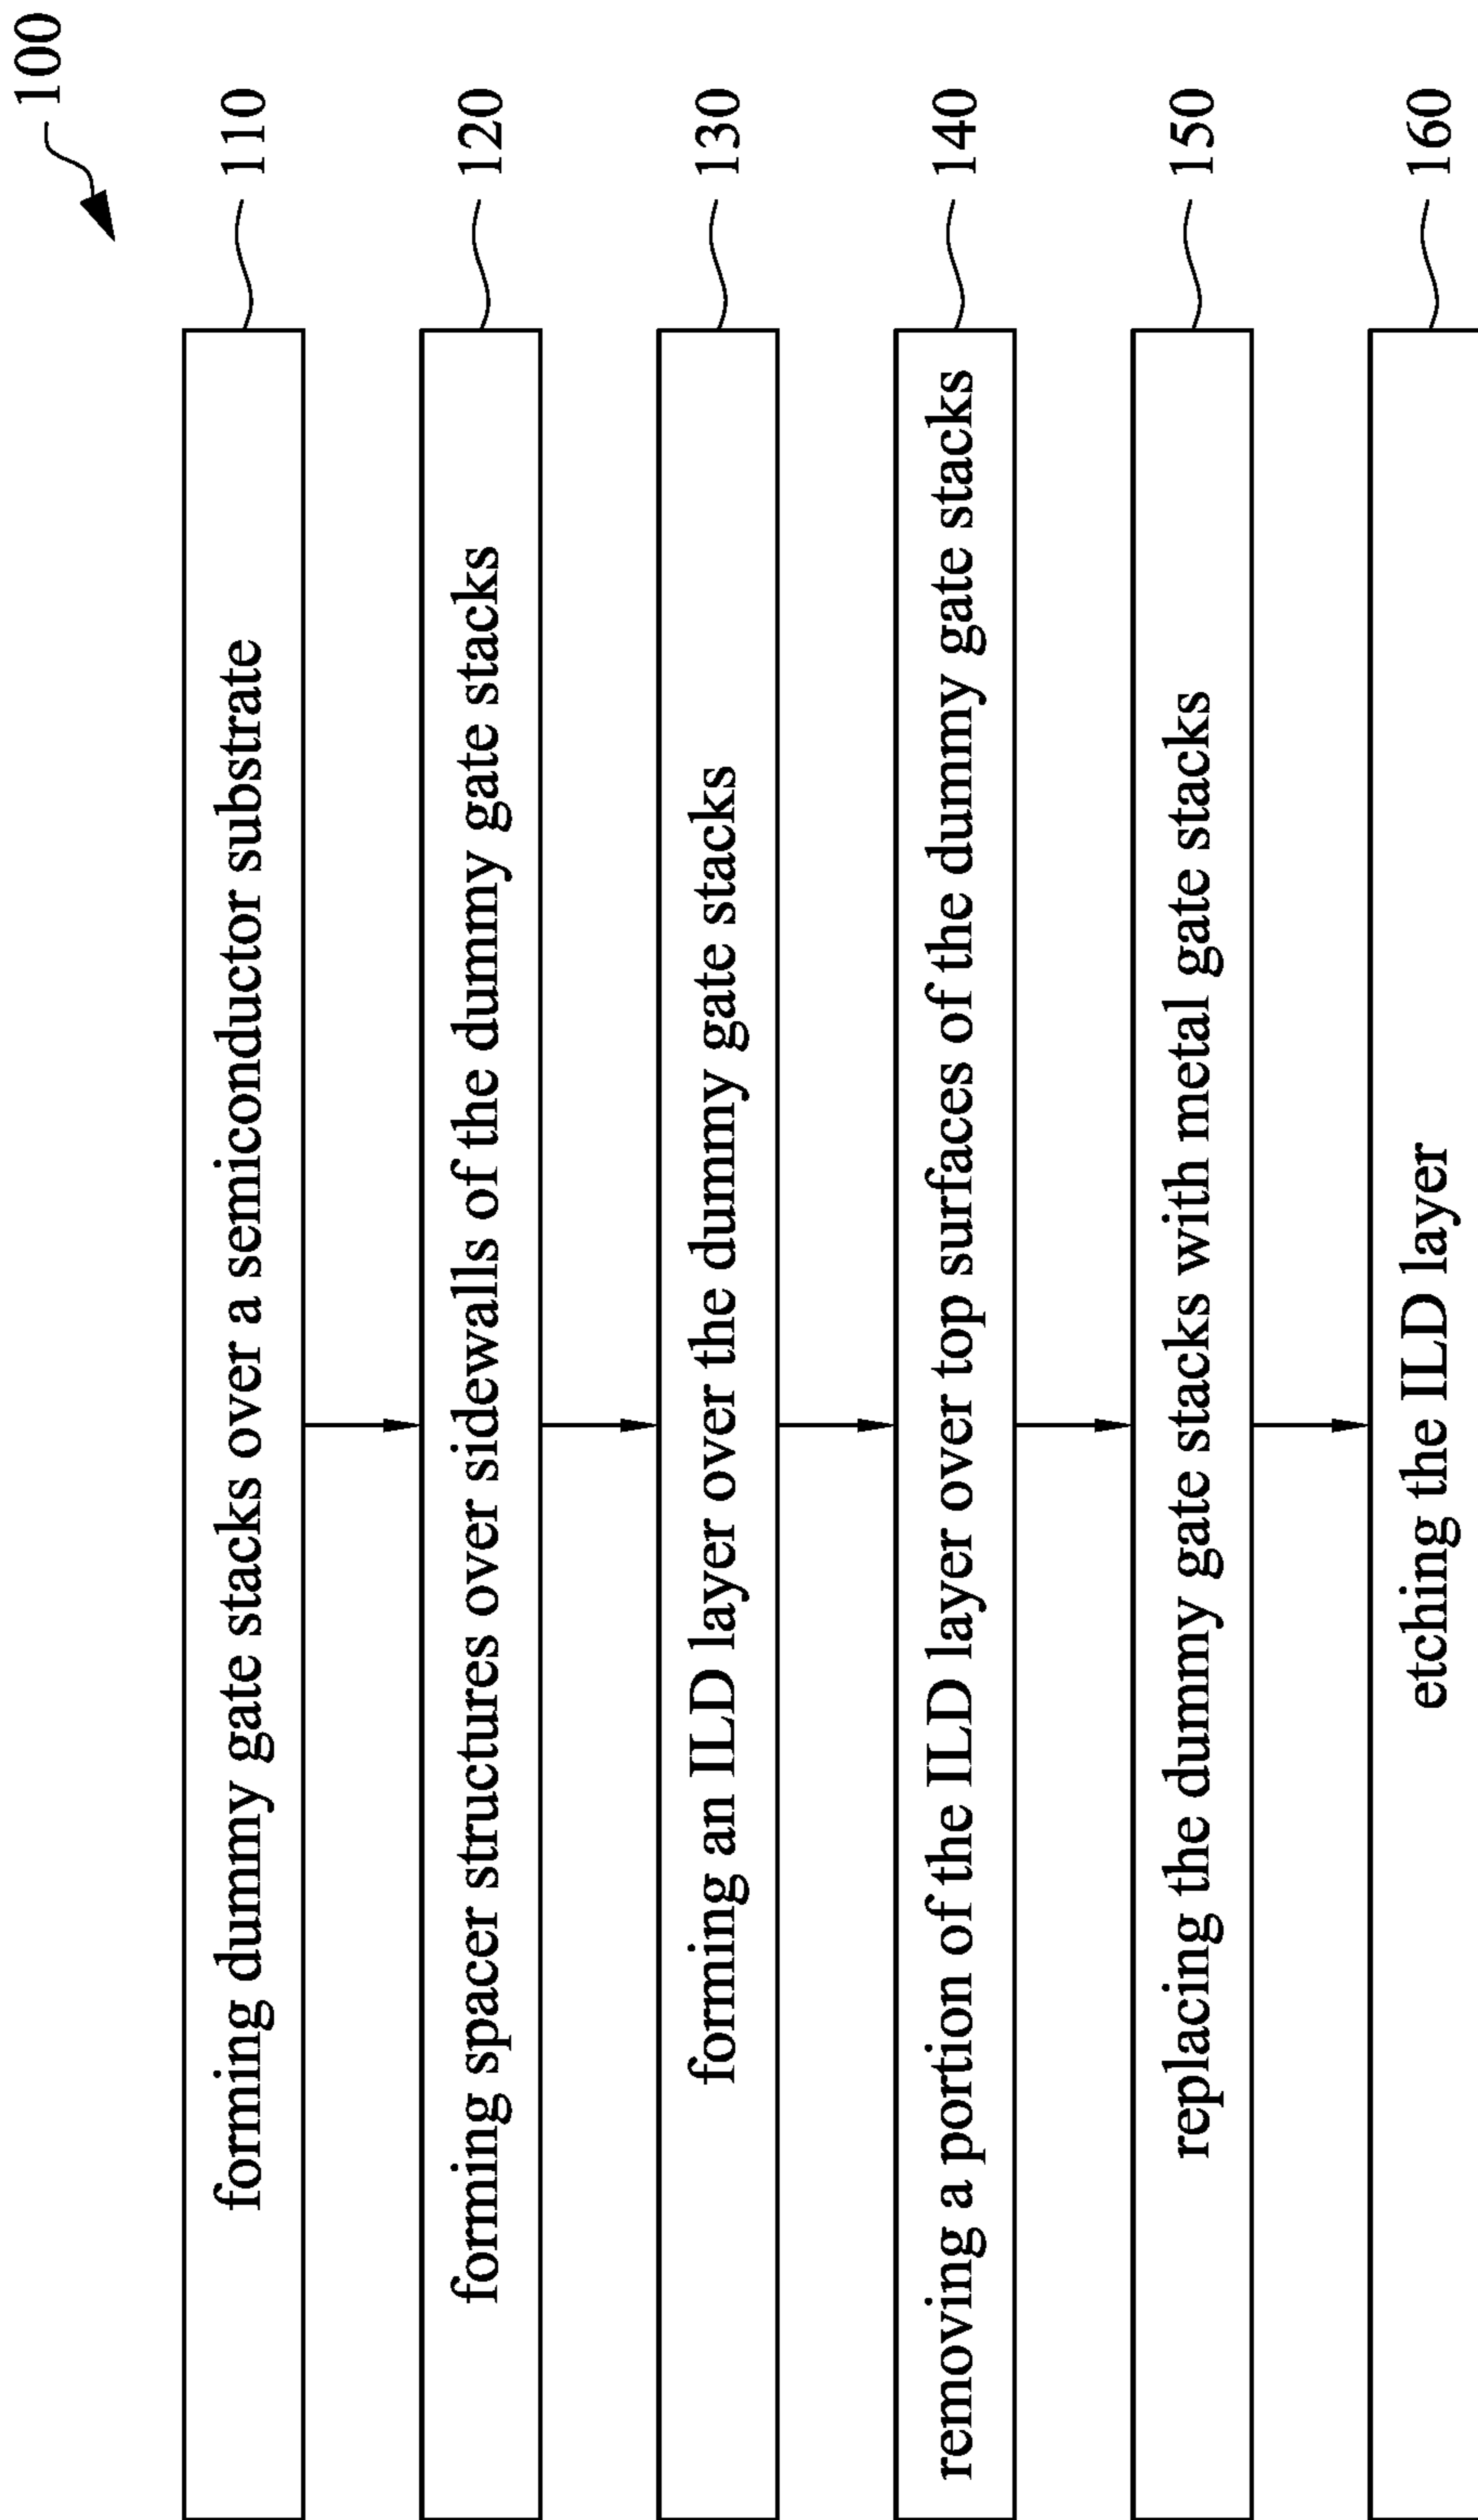 100
forming dummy gate stacks over a semiconductor substrate
110
forming spacer structures over sidewalls of the dummy gate stacks
120
forming an ILD layer over the dummy gate stacks
130
removing a portion of the ILD layer over top surfaces of the dummy gate stacks
140
replacing the dummy gate stacks with metal gate stacks
150
etching the ILD layer
160